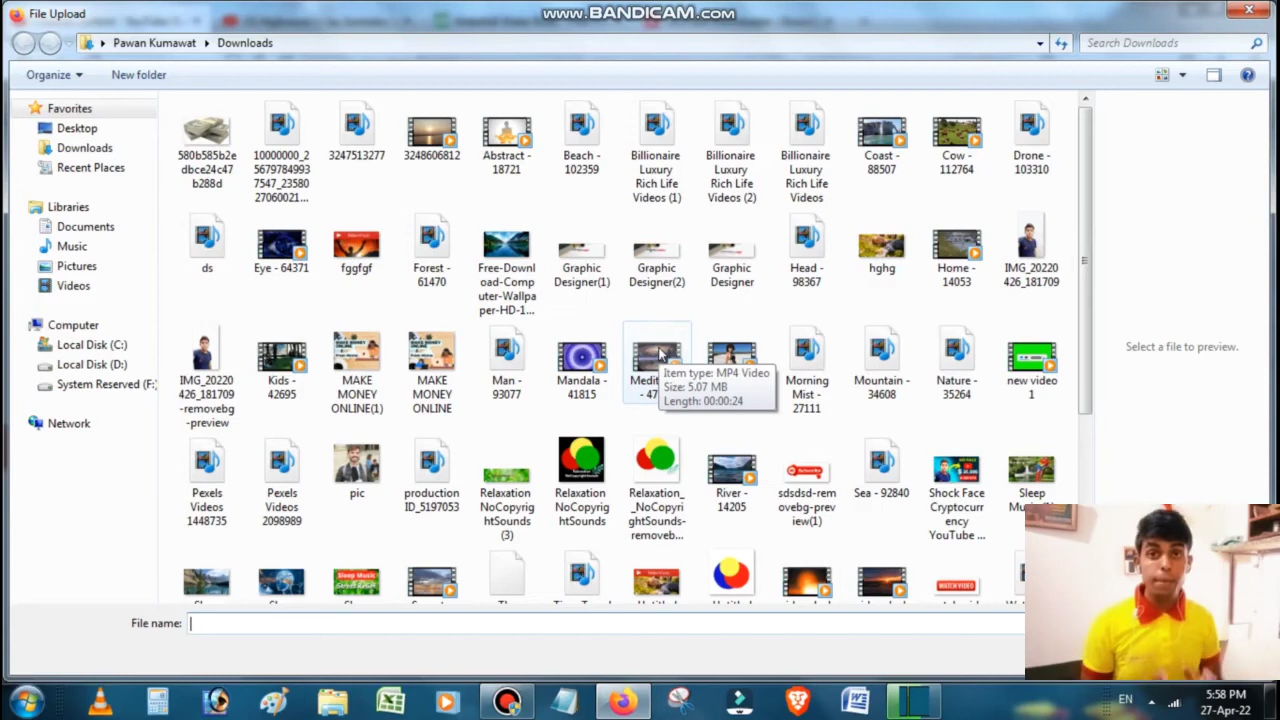 File Upload
www.BANDICAM.com
Pawan Kumawat
Downloads
Search Downloads
Organize
New folder
Favorites
Desktop
Downloads
Recent Places
Libraries
Documents
Music
Pictures
Videos
Computer
Local Disk (C:)
Local Disk (D:)
System Reserved (F:
Network
580b585b2e
dbce24c47
b288d
10000000_2
5679784993
7547_23580
27060021...
3247513277
3248606812
Abstract -
18721
Beach -
102359
Billionaire
Luxury
Rich Life
Videos (1)
Billionaire
Luxury
Rich Life
Videos (2)
Billionaire
Luxury
Rich Life
Videos
Coast -
88507
Cow -
112764
Drone -
103310
ds
Eye - 64371
fggfgf
Forest -
61470
Free-Downl
oad-Comp
uter-Wallpa
per-HD-1...
Graphic
Designer(1)
Graphic
Designer(2)
Graphic
Designer
Head -
98367
hghg
Home -
14053
IMG_20220
426_181709
IMG_20220
426_181709
-removebg
-preview
Kids -
42695
MAKE
MONEY
ONLINE(1)
MAKE
MONEY
ONLINE
Man -
93077
Mandala -
41815
Medit
- 47
Item type: MP4 Video
Size: 5.07 MB
Length: 00:00:24
Morning
Mist -
27111
Mountain -
34608
Nature -
35264
new video
1
Select a file to preview.
Pexels
Videos
1448735
Pexels
Videos
2098989
pic
production
ID_5197053
Relaxation
NoCopyrig
htSounds
(3)
Relaxation
NoCopyrig
htSounds
Relaxation_
_NoCopyri
ghtSounds-
removeb...
River -
14205
sdsdsd-rem
ovebg-prev
iew(1)
Sea - 92840
Shock Face
Cryptocurr
ency
YouTube ...
Sleep
WATCH VIDEO
File name:
EN
5:58 PM
27-Apr-22